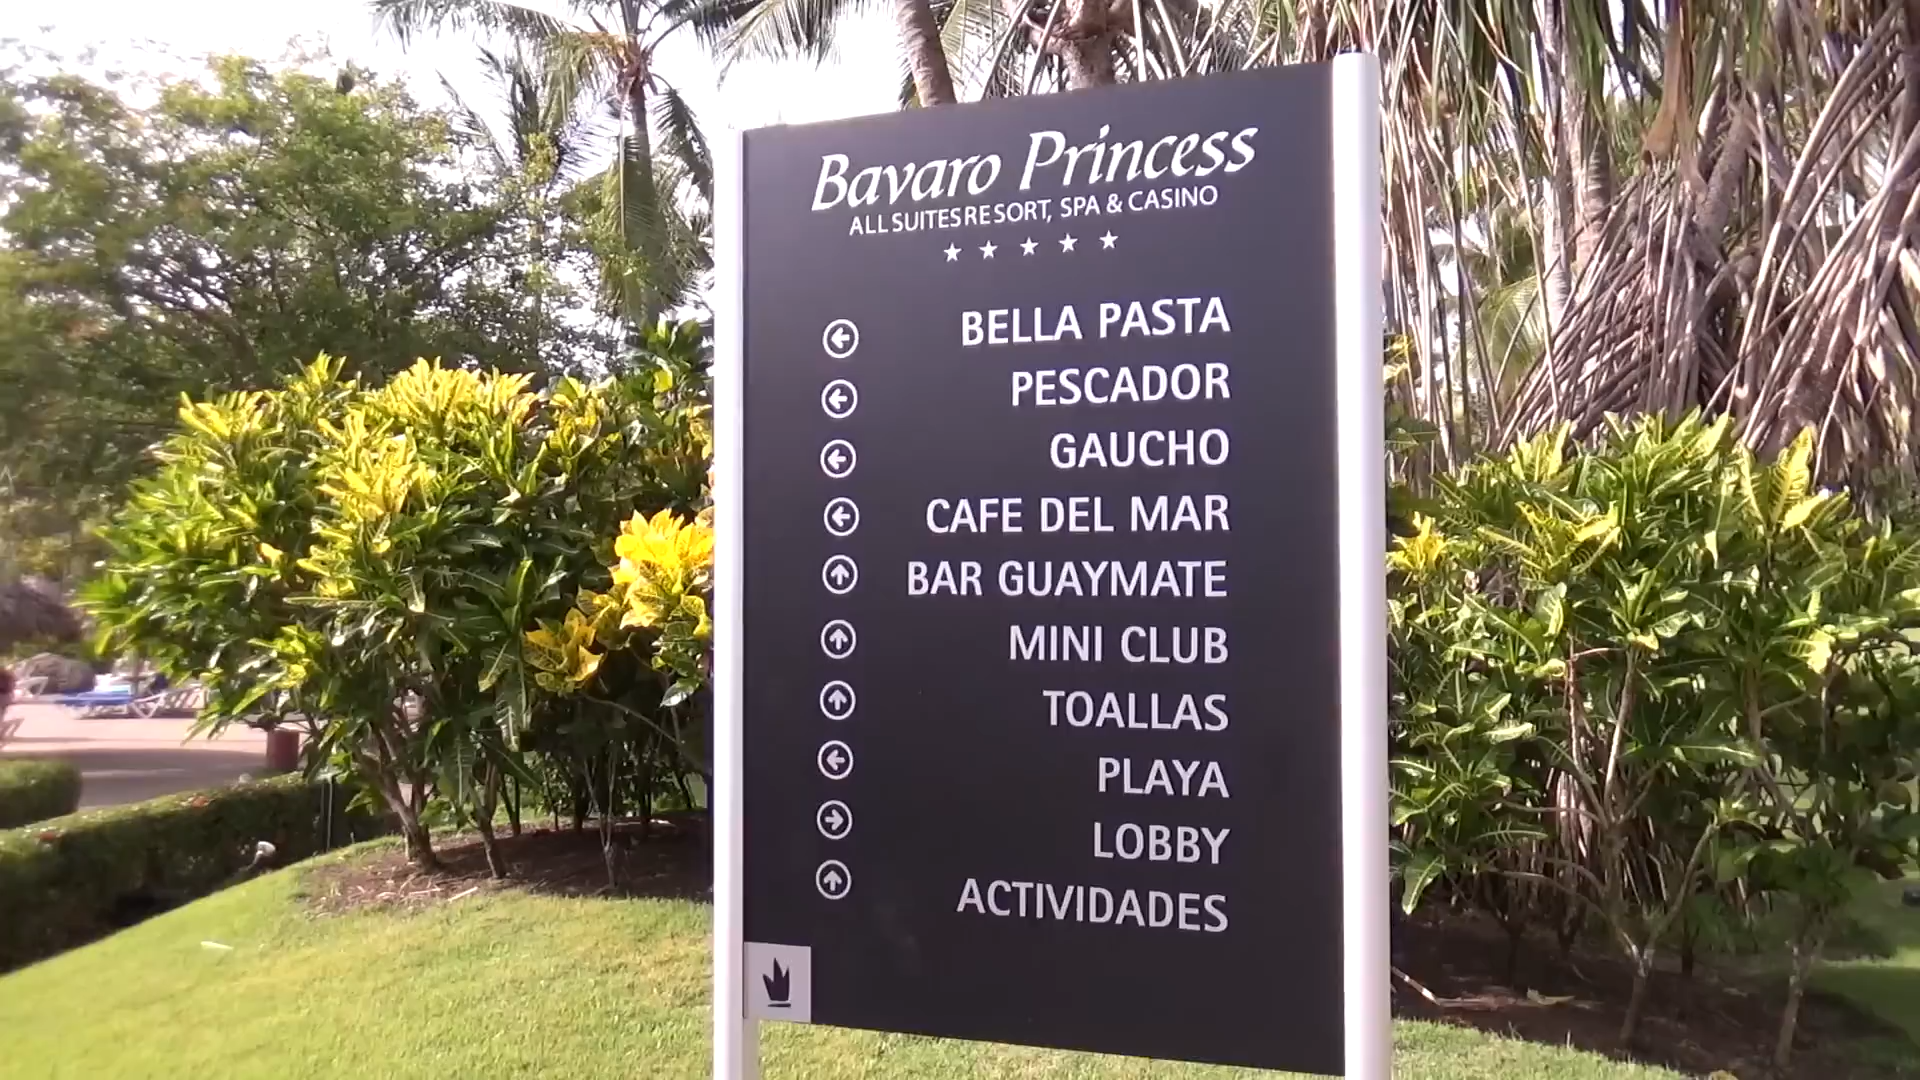 Bavaro Princess
ALL SUITES RESORT, SPA & CASINO
BELLA PASTA
PESCADOR
GAUCHO
CAFE DEL MAR
BAR GUAYMATE
MINI CLUB
TOALLAS
PLAYA
LOBBY
ACTIVIDADES